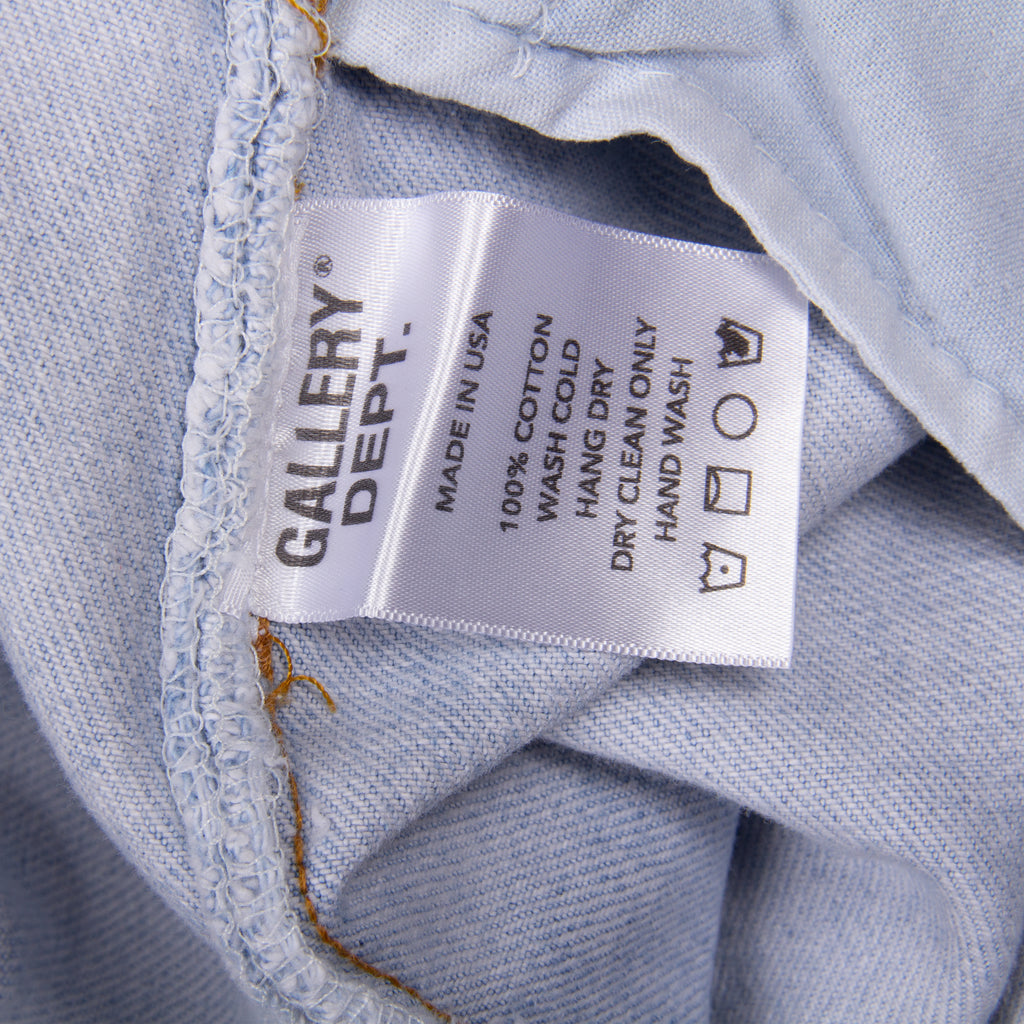 GALLERY®
DEPT.
MADE IN USA
100% COTTON
WASH COLD
HANG DRY
DRY CLEAN ONLY
HAND WASH